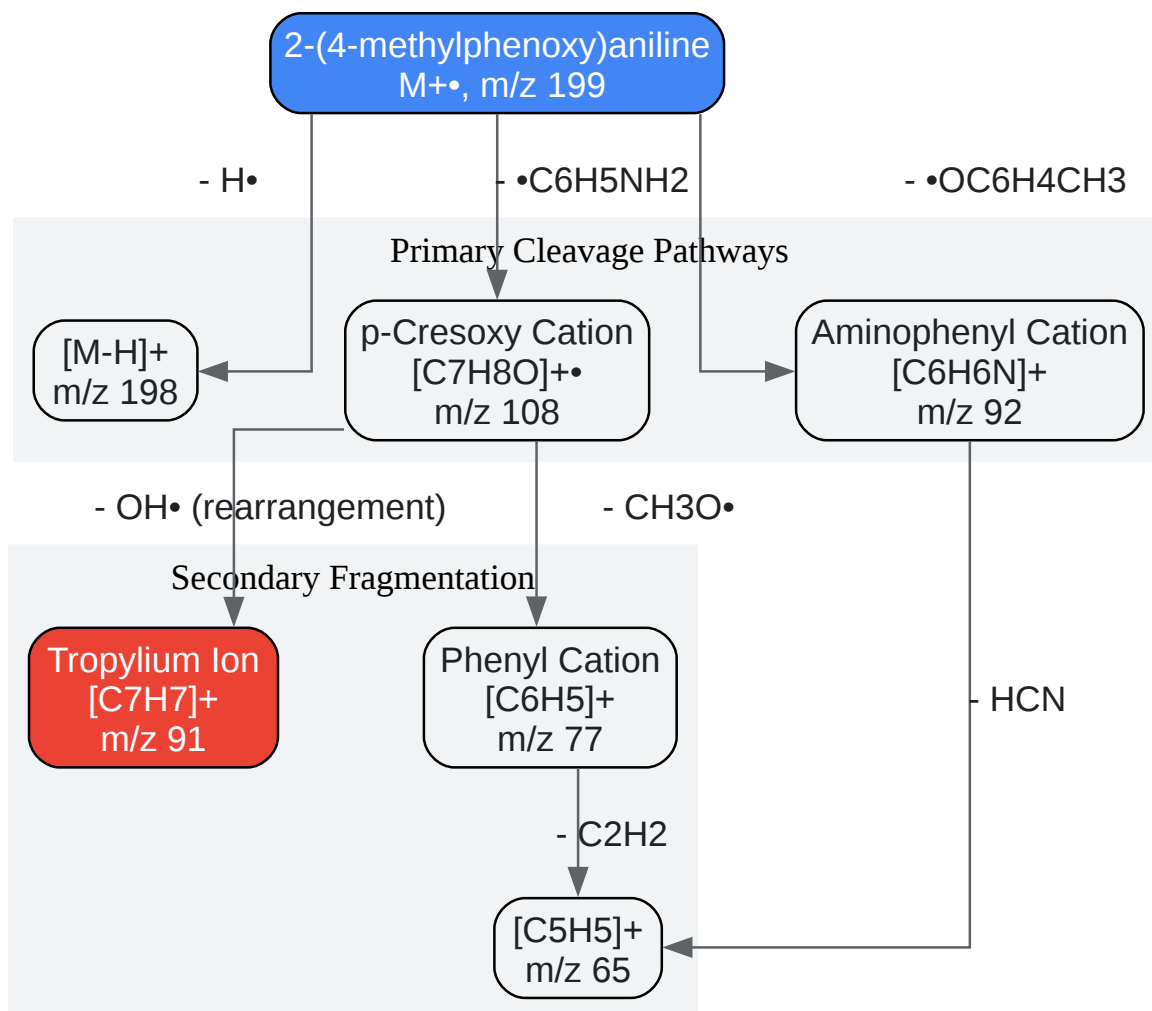 2-(4-methylphenoxy)aniline
M+•, m/z 199
- H•
- •C6H5NH2
- •OC6H4CH3
Primary Cleavage Pathways
[M-H]+
m/z 198
p-Cresoxy Cation
[C7H8O]+•
m/z 108
Aminophenyl Cation
[C6H6N]+
m/z 92
- OH• (rearrangement)
- CH3O•
Secondary Fragmentation
Tropylium Ion
[C7H7]+
m/z 91
Phenyl Cation
[C6H5]+
m/z 77
- HCN
- C2H2
[C5H5]+
m/z 65